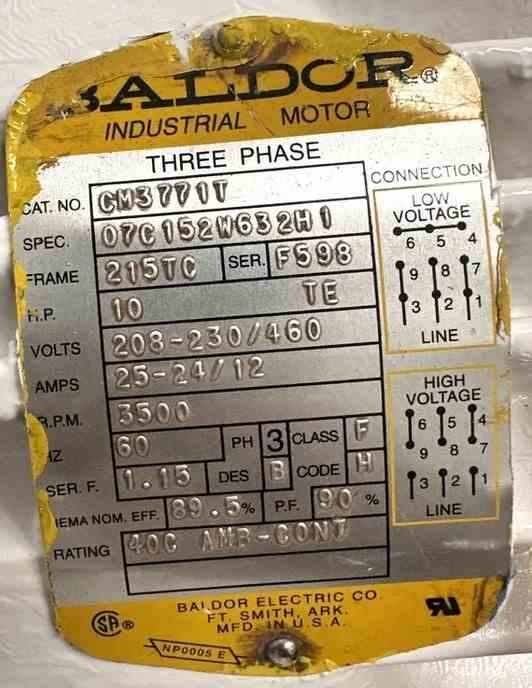 BALDOR®
INDUSTRIAL MOTOR
THREE PHASE
CAT. NO. CM3771T
SPEC. 07C152W632H1
FRAME 215TC SER. F598
H.P. 10 TE
VOLTS 208-230/460
AMPS 25-24/12
R.P.M. 3500
HZ 60 PH 3 CLASS F
SER. F. 1.15 DES B CODE H
NEMA NOM. EFF. 89.5% P.F. 90 %
RATING 40C AMB-CONT
CONNECTION
LOW
VOLTAGE
6 5 4
9 8 7
3 2 1
LINE
HIGH
VOLTAGE
6 5 4
9 8 7
3 2 1
LINE
BALDOR ELECTRIC CO.
FT. SMITH, ARK.
MFD. IN U.S.A.
SA®
NP0005 E